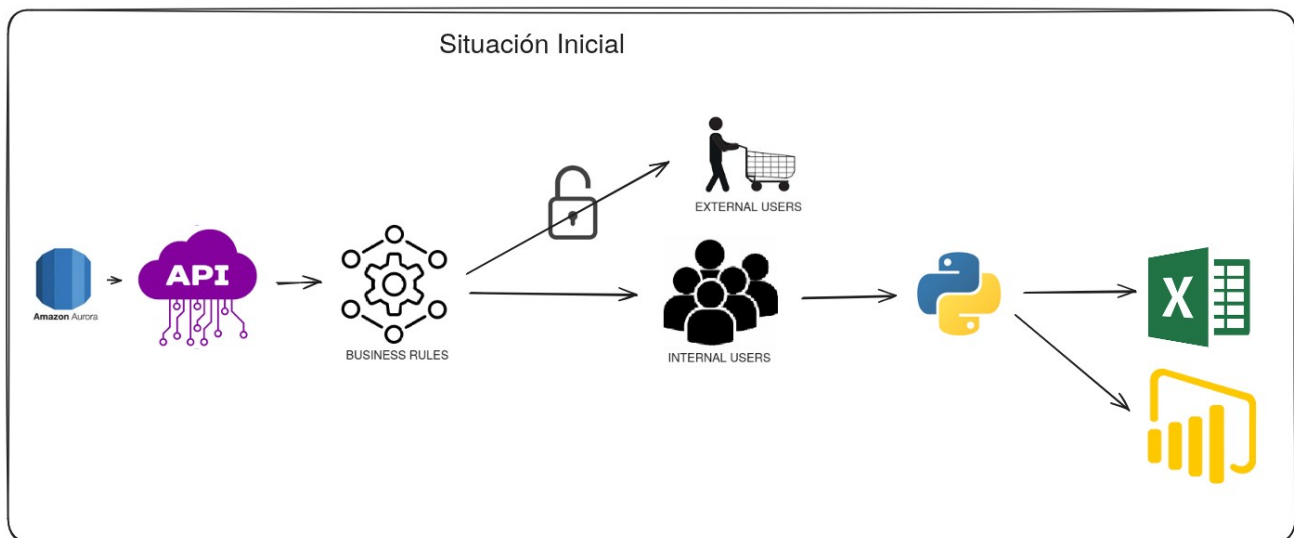 Situación Inicial
EXTERNAL USERS
API
Amazon Aurora
BUSINESS RULES
INTERNAL USERS
X